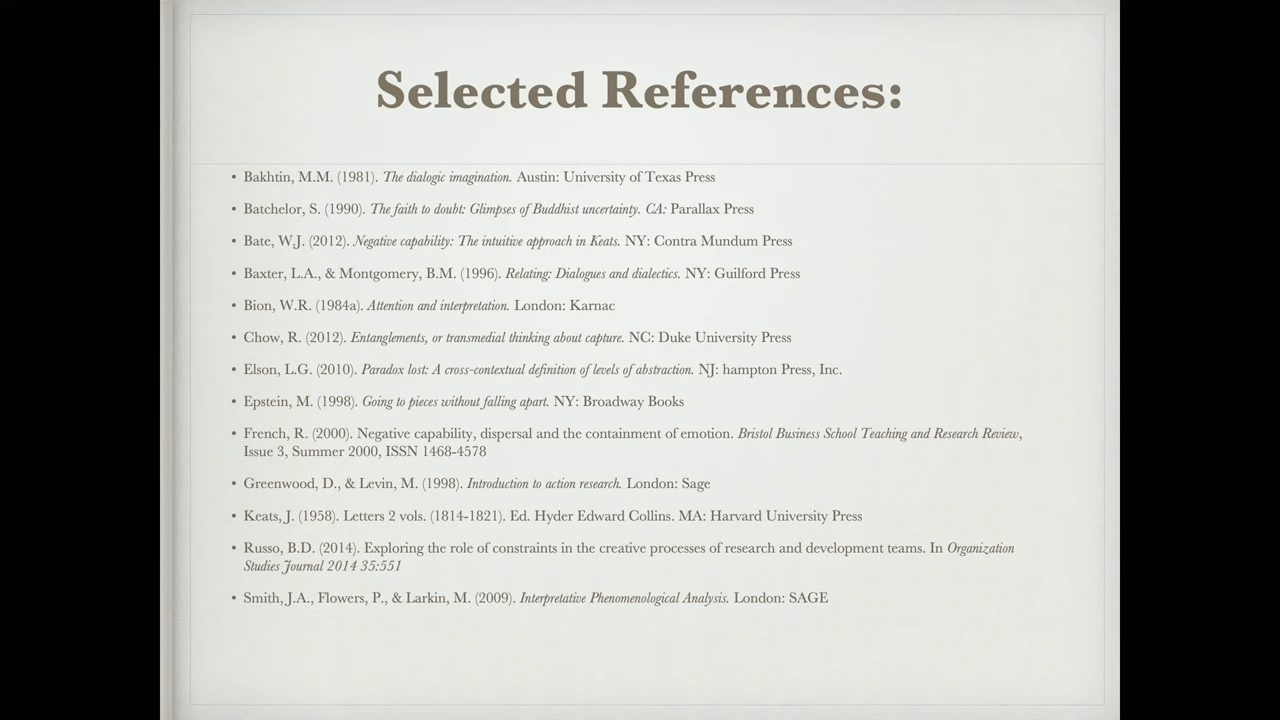 Selected References:
• Bakhtin, M.M. (1981). The dialogic imagination. Austin: University of Texas Press
• Batchelor, S. (1990). The faith to doubt: Glimpses of Buddhist uncertainty. CA: Parallax Press
• Bate, W.J. (2012). Negative capability: The intuitive approach in Keats. NY: Contra Mundum Press
• Baxter, L.A., & Montgomery, B.M. (1996). Relating: Dialogues and dialectics. NY: Guilford Press
• Bion, W.R. (1984a). Attention and interpretation. London: Karnac
• Chow, R. (2012). Entanglements, or transmedial thinking about capture. NC: Duke University Press
• Elson, L.G. (2010). Paradox lost: A cross-contextual definition of levels of abstraction. NJ: hampton Press, Inc.
• Epstein, M. (1998). Going to pieces without falling apart. NY: Broadway Books
• French, R. (2000). Negative capability, dispersal and the containment of emotion. Bristol Business School Teaching and Research Review,
Issue 3, Summer 2000, ISSN 1468-4578
• Greenwood, D., & Levin, M. (1998). Introduction to action research. London: Sage
• Keats, J. (1958). Letters 2 vols. (1814-1821). Ed. Hyder Edward Collins. MA: Harvard University Press
• Russo, B.D. (2014). Exploring the role of constraints in the creative processes of research and development teams. In Organization
Studies Journal 2014 35:551
• Smith, J.A., Flowers, P., & Larkin, M. (2009). Interpretative Phenomenological Analysis. London: SAGE